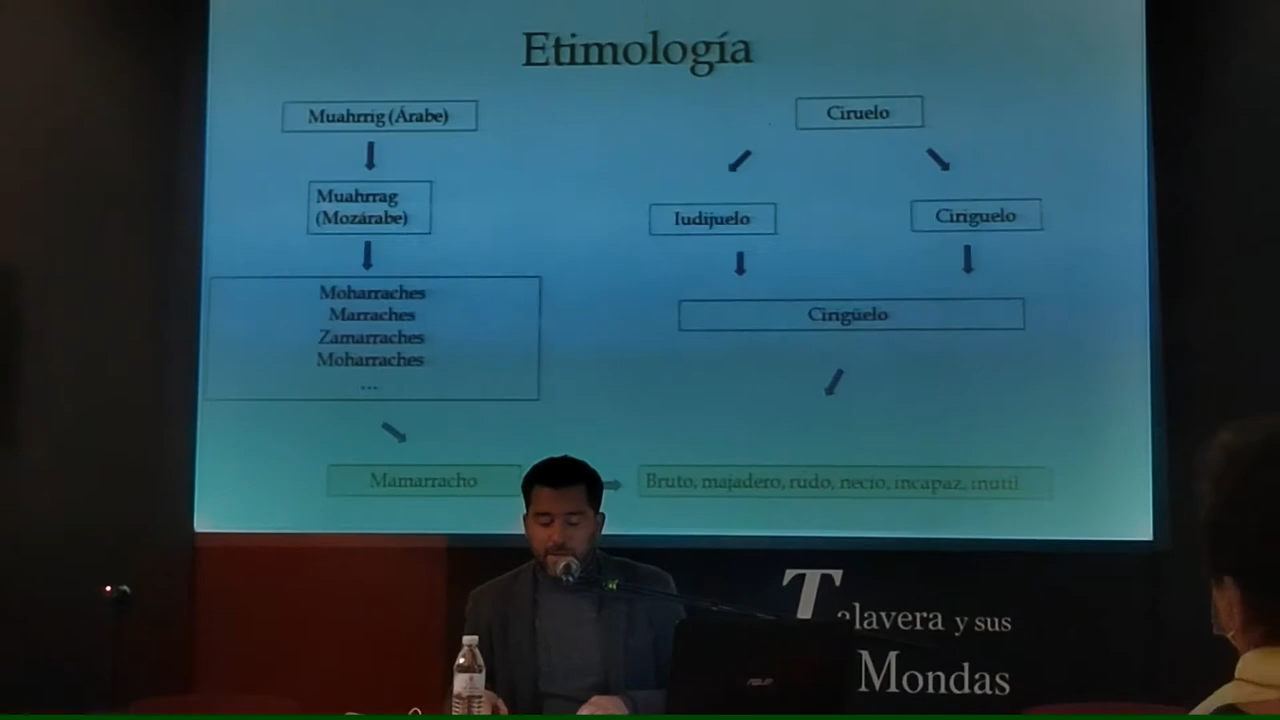 Etimología
Muahrrig (Árabe)
Muahrrag
(Mozárabe)
Moharraches
Marraches
Zamarraches
Moharraches
...
Mamarracho
Ciruelo
Iudijuelo
Ciriguelo
Cirigüelo
Bruto, majadero, rudo, necio, incapaz, inutil
Talavera y sus
Mondas
ASUS